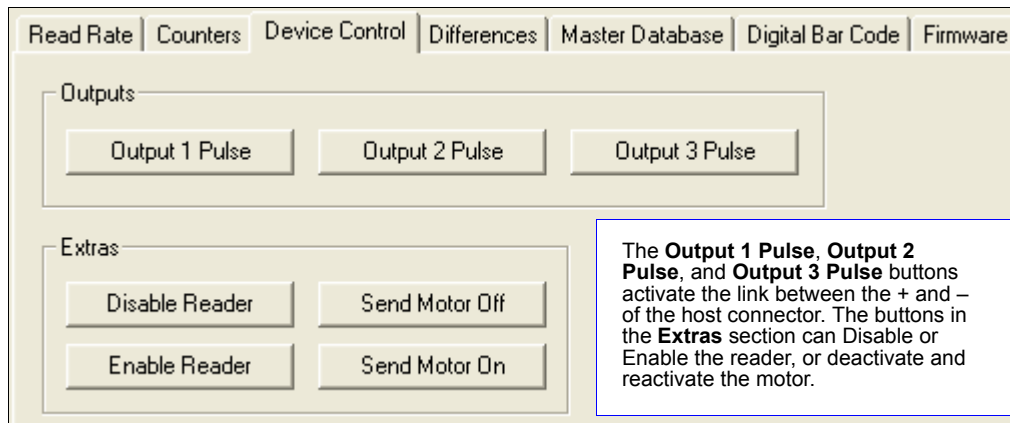 Read Rate Counters Device Control Differences Master Database Digital Bar Code Firmware
Outputs
Output 1 Pulse Output 2 Pulse Output 3 Pulse
Extras
Disable Reader Send Motor Off
Enable Reader Send Motor On
The Output 1 Pulse, Output 2
Pulse, and Output 3 Pulse buttons
activate the link between the + and –
of the host connector. The buttons in
the Extras section can Disable or
Enable the reader, or deactivate and
reactivate the motor.